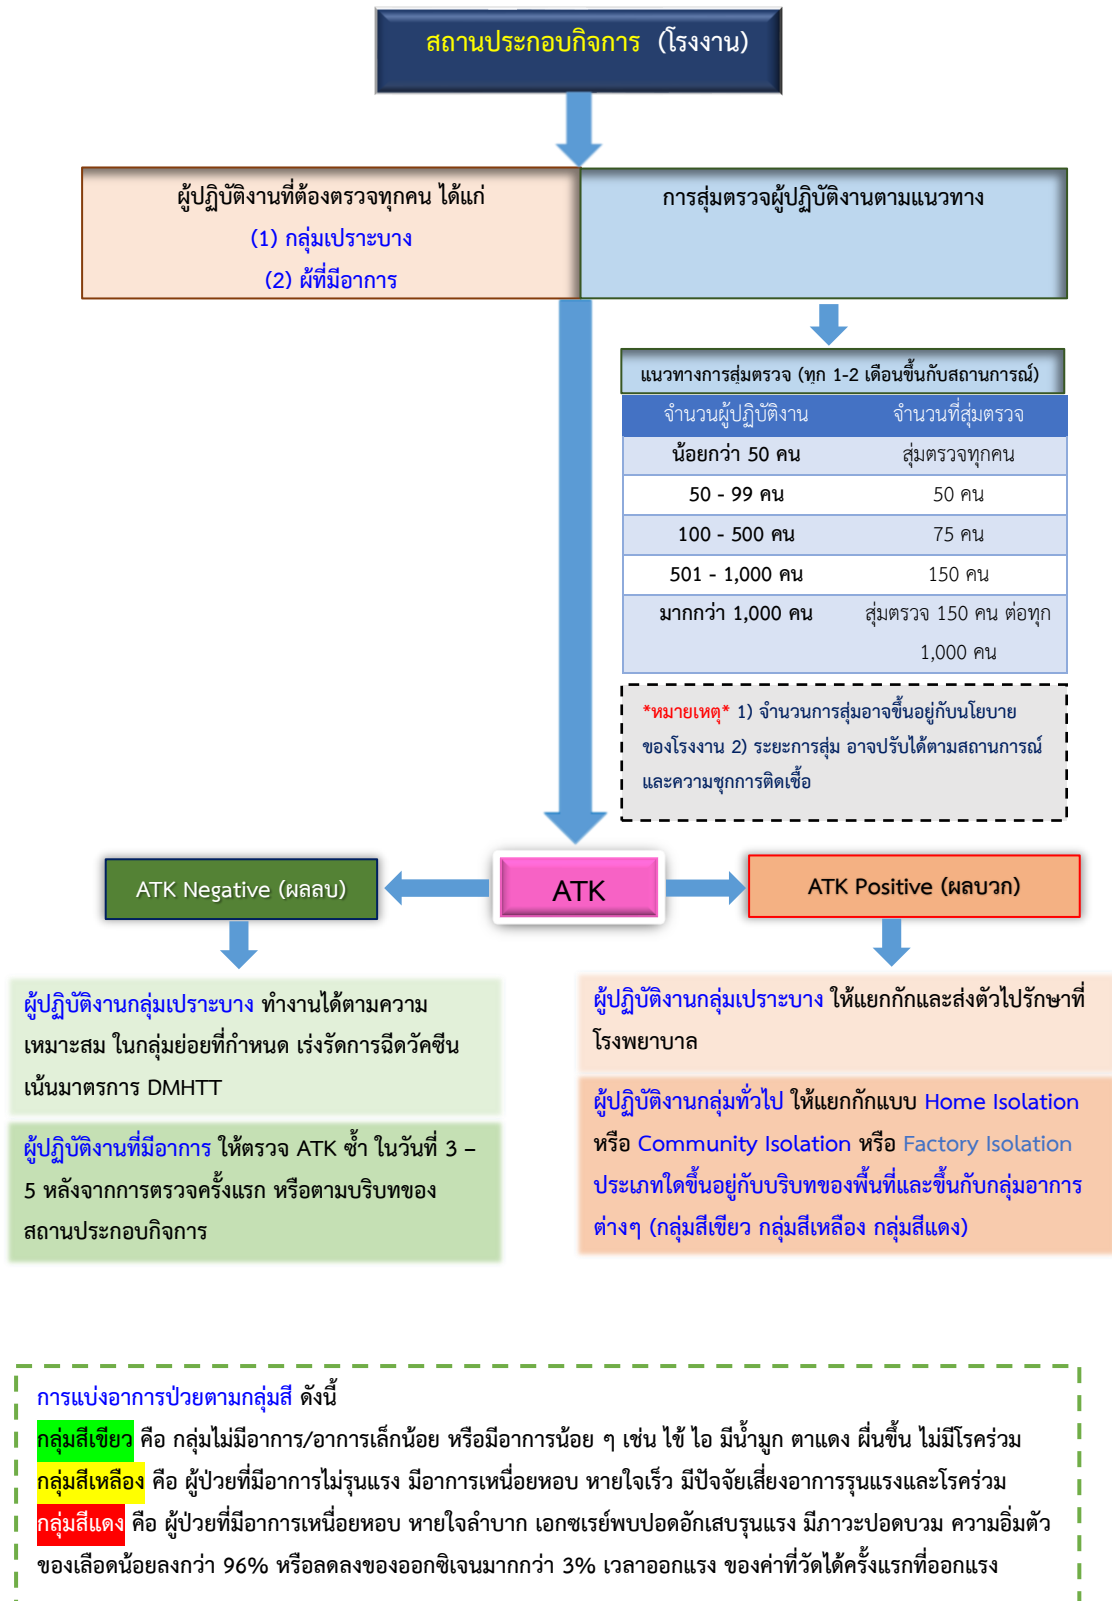 สถานประกอบกิจการ (โรงงาน)
ผู้ปฏิบัติงานที่ต้องตรวจทุกคน ได้แก่
(1) กลุ่มเปราะบาง
(2) ผู้ที่มีอาการ
การสุ่มตรวจผู้ปฏิบัติงานตามแนวทาง
แนวทางการสุ่มตรวจ (ทุก 1-2 เดือนขึ้นกับสถานการณ์)
จำนวนผู้ปฏิบัติงาน จำนวนที่สุ่มตรวจ
น้อยกว่า 50 คน สุ่มตรวจทุกคน
50 - 99 คน 50 คน
100 - 500 คน 75 คน
501 - 1,000 คน 150 คน
มากกว่า 1,000 คน สุ่มตรวจ 150 คน ต่อทุก
1,000 คน
*หมายเหตุ* 1) จำนวนการสุ่มอาจขึ้นอยู่กับนโยบาย
ของโรงงาน 2) ระยะการสุ่ม อาจปรับได้ตามสถานการณ์
และความชุกการติดเชื้อ
ATK Negative (ผลลบ)
ATK
ATK Positive (ผลบวก)
ผู้ปฏิบัติงานกลุ่มเปราะบาง ทำงานได้ตามความ
เหมาะสม ในกลุ่มย่อยที่กำหนด เร่งรัดการฉีดวัคซีน
เน้นมาตรการ DMHTT
ผู้ปฏิบัติงานที่มีอาการ ให้ตรวจ ATK ซ้ำ ในวันที่ 3 –
5 หลังจากการตรวจครั้งแรก หรือตามบริบทของ
สถานประกอบกิจการ
ผู้ปฏิบัติงานกลุ่มเปราะบาง ให้แยกกักและส่งตัวไปรักษาที่
โรงพยาบาล
ผู้ปฏิบัติงานกลุ่มทั่วไป ให้แยกกักแบบ Home Isolation
หรือ Community Isolation หรือ Factory Isolation
ประเภทใดขึ้นอยู่กับบริบทของพื้นที่และขึ้นกับกลุ่มอาการ
ต่างๆ (กลุ่มสีเขียว กลุ่มสีเหลือง กลุ่มสีแดง)
การแบ่งอาการป่วยตามกลุ่มสี ดังนี้
กลุ่มสีเขียว คือ กลุ่มไม่มีอาการ/อาการเล็กน้อย หรือมีอาการน้อย ๆ เช่น ไข้ ไอ มีน้ำมูก ตาแดง ผื่นขึ้น ไม่มีโรคร่วม
กลุ่มสีเหลือง คือ ผู้ป่วยที่มีอาการไม่รุนแรง มีอาการเหนื่อยหอบ หายใจเร็ว มีปัจจัยเสี่ยงอาการรุนแรงและโรคร่วม
กลุ่มสีแดง คือ ผู้ป่วยที่มีอาการเหนื่อยหอบ หายใจลำบาก เอกซเรย์พบปอดอักเสบรุนแรง มีภาวะปอดบวม ความอิ่มตัว
ของเลือดน้อยลงกว่า 96% หรือลดลงของออกซิเจนมากกว่า 3% เวลาออกแรง ของค่าที่วัดได้ครั้งแรกที่ออกแรง